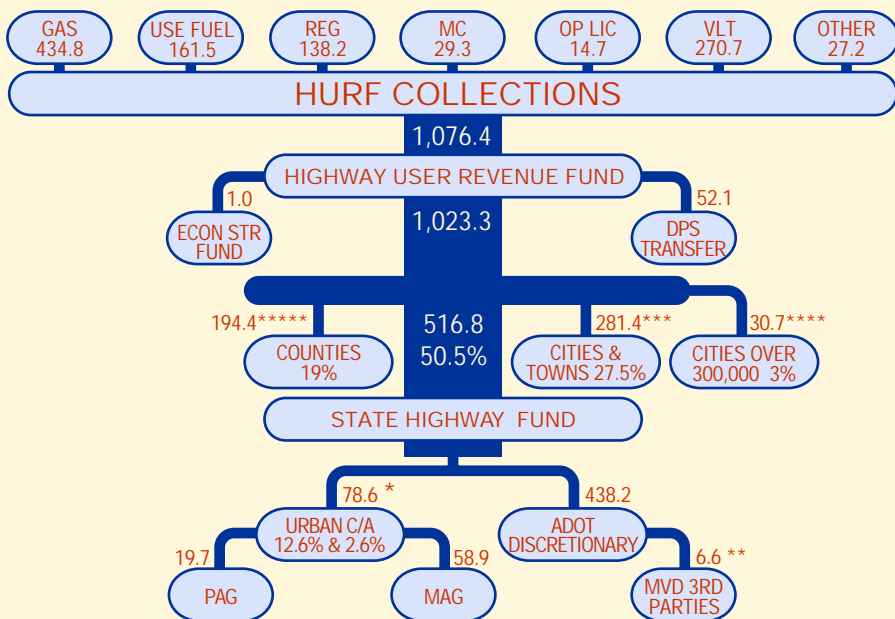 GAS
434.8
USE FUEL
161.5
REG
138.2
MC
29.3
OP LIC
14.7
VLT
270.7
OTHER
27.2
HURF COLLECTIONS
1,076.4
HIGHWAY USER REVENUE FUND
1.0
ECON STR
FUND
1,023.3
52.1
DPS
TRANSFER
194.4*****
COUNTIES
19%
516.8
50.5%
281.4***
CITIES &
TOWNS 27.5%
30.7****
CITIES OVER
300,000 3%
STATE HIGHWAY FUND
78.6 *
URBAN C/A
12.6% & 2.6%
438.2
ADOT
DISCRETIONARY
19.7
PAG
58.9
MAG
6.6 **
MVD 3RD
PARTIES